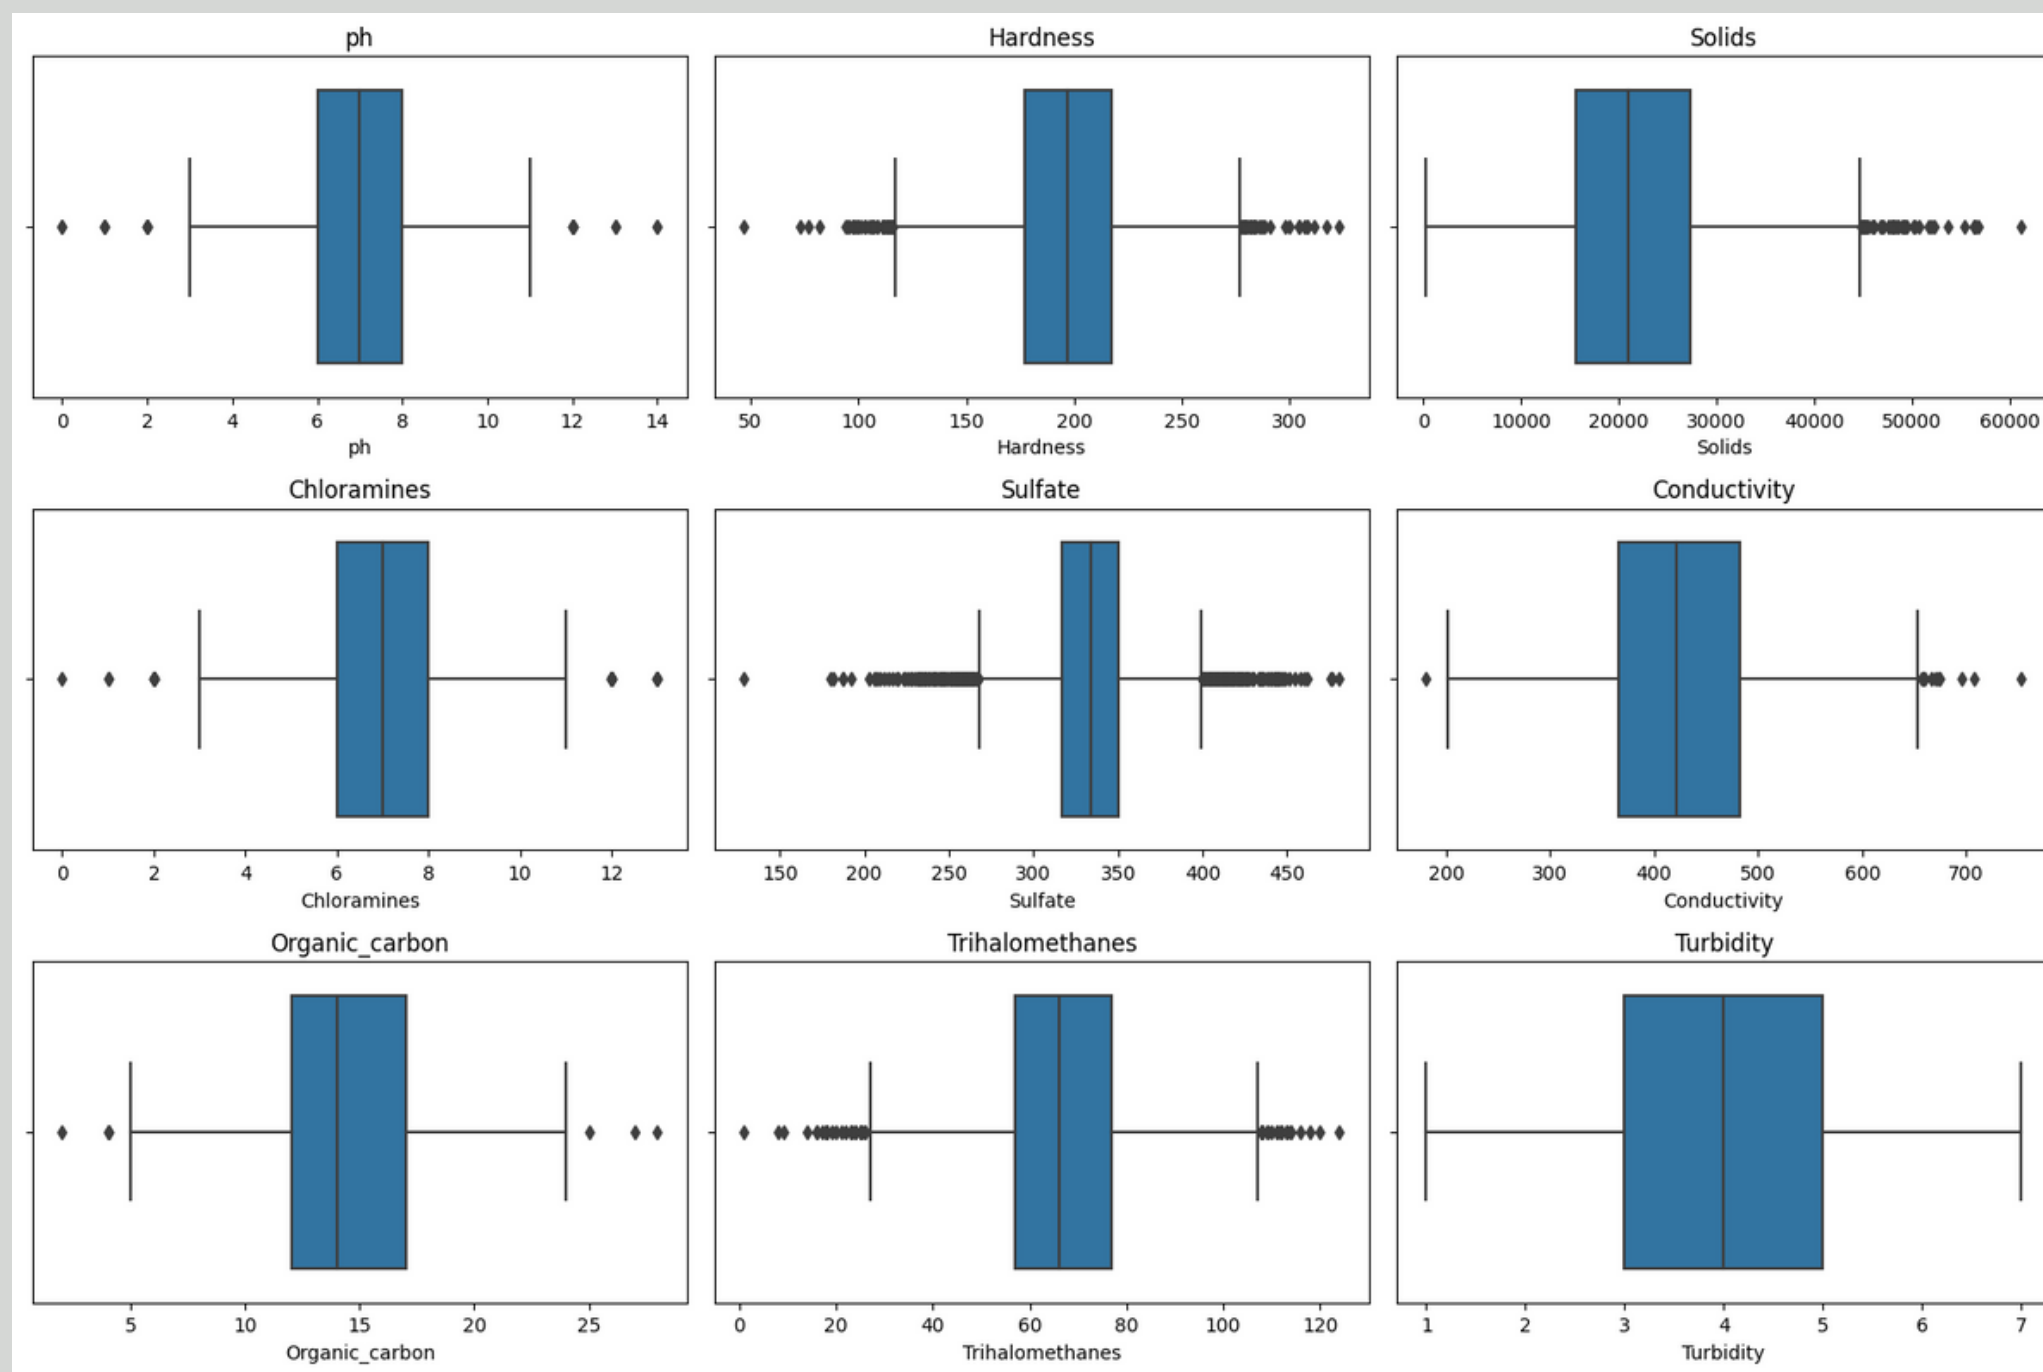 ph
Hardness
Solids
0 2 4 6 8 10 12 14
50 100 150 200 250 300
0 10000 20000 30000 40000 50000 60000
ph
Hardness
Solids
Chloramines
Sulfate
Conductivity
0 2 4 6 8 10 12
150 200 250 300 350 400 450
200 300 400 500 600 700
Chloramines
Sulfate
Conductivity
Organic_carbon
Trihalomethanes
Turbidity
5 10 15 20 25
0 20 40 60 80 100 120
1 2 3 4 5 6 7
Organic_carbon
Trihalomethanes
Turbidity